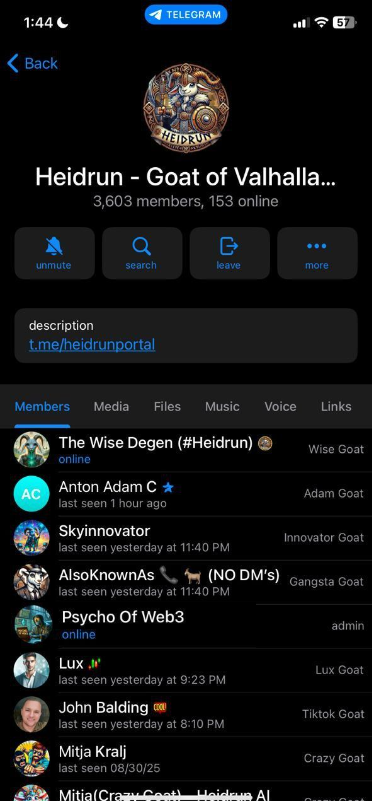 1:44
TELEGRAM
57
Back
HEIDRUN
Heidrun - Goat of Valhalla...
3,603 members, 153 online
unmute
search
leave
more
description
t.me/heidrunportal
Members Media Files Music Voice Links
The Wise Degen (#Heidrun)
Wise Goat
online
AC
Anton Adam C
Adam Goat
last seen 1 hour ago
Skyinnovator
Innovator Goat
last seen yesterday at 11:40 PM
AlsoKnownAs 📞 🐐 (NO DM's)
Gangsta Goat
last seen yesterday at 11:40 PM
Psycho Of Web3
admin
online
Lux
Lux Goat
last seen yesterday at 9:23 PM
John Balding COOL!
Tiktok Goat
last seen yesterday at 8:10 PM
Mitja Kralj
Crazy Goat
last seen 08/30/25
Mitja(Crazy Goat) - Heidrun AI